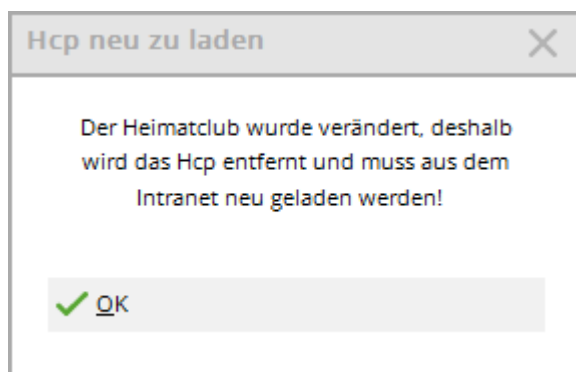 Hcp neu zu laden
Der Heimatclub wurde verändert, deshalb
wird das Hcp entfernt und muss aus dem
Intranet neu geladen werden!
OK